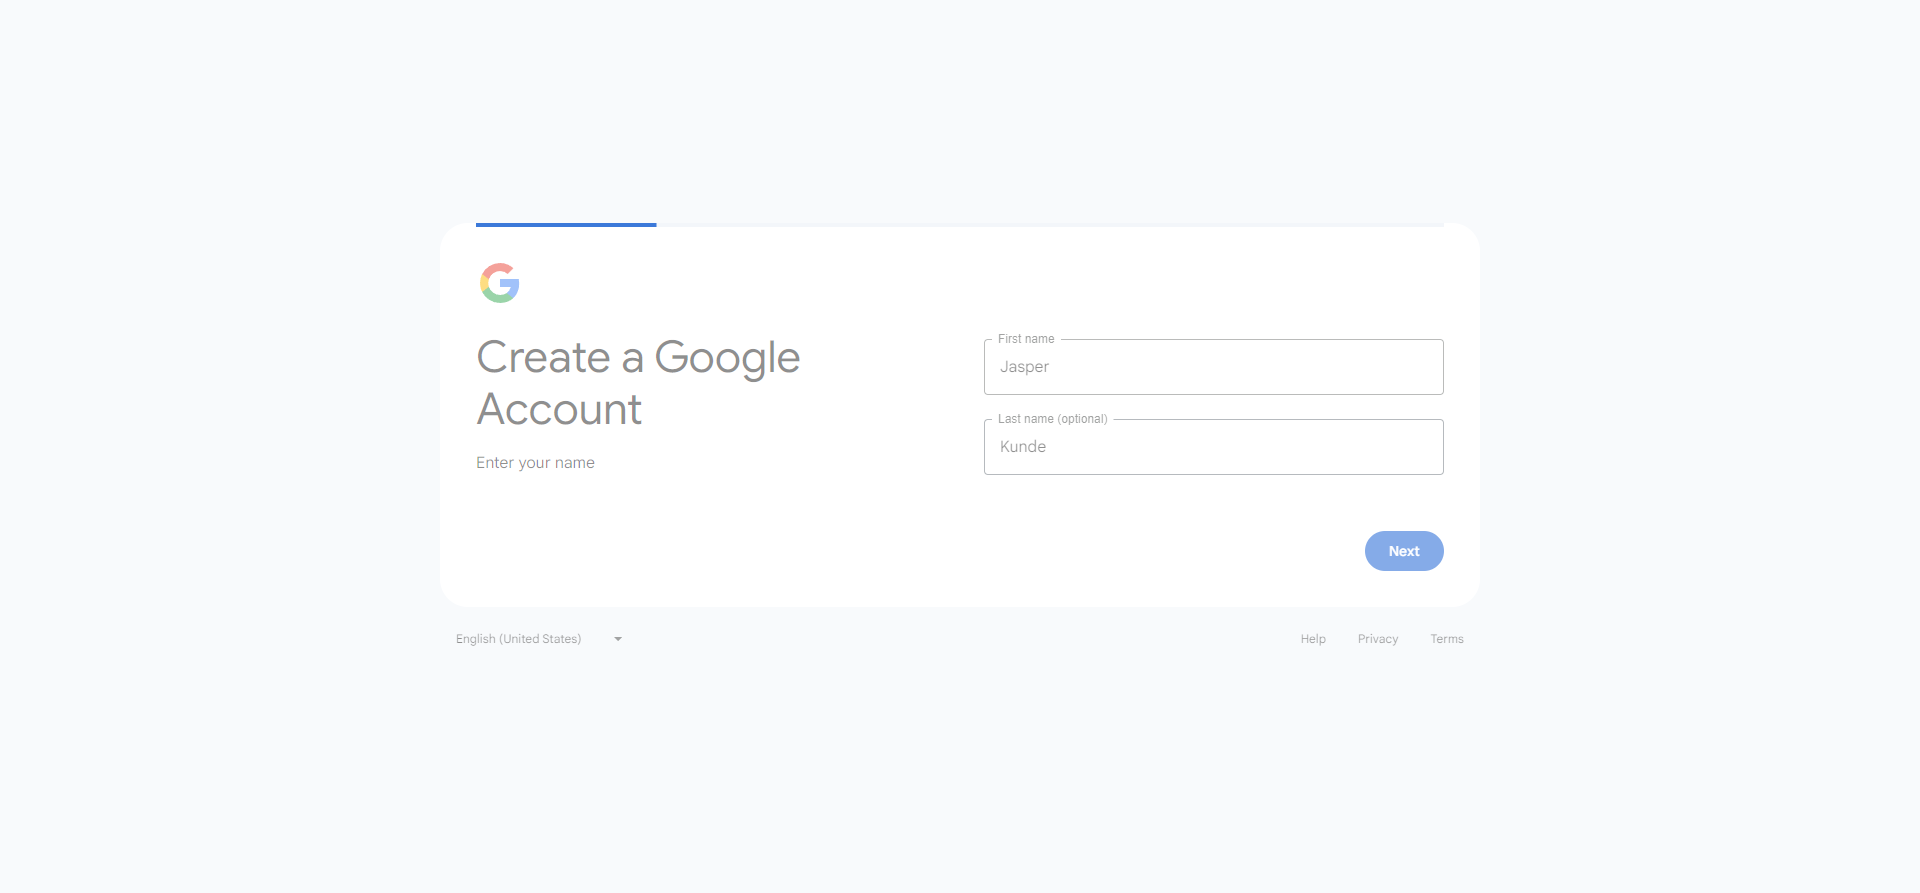 Create a Google
Account
Enter your name
First name
Jasper
Last name (optional)
Kunde
Next
English (United States)
Help
Privacy
Terms